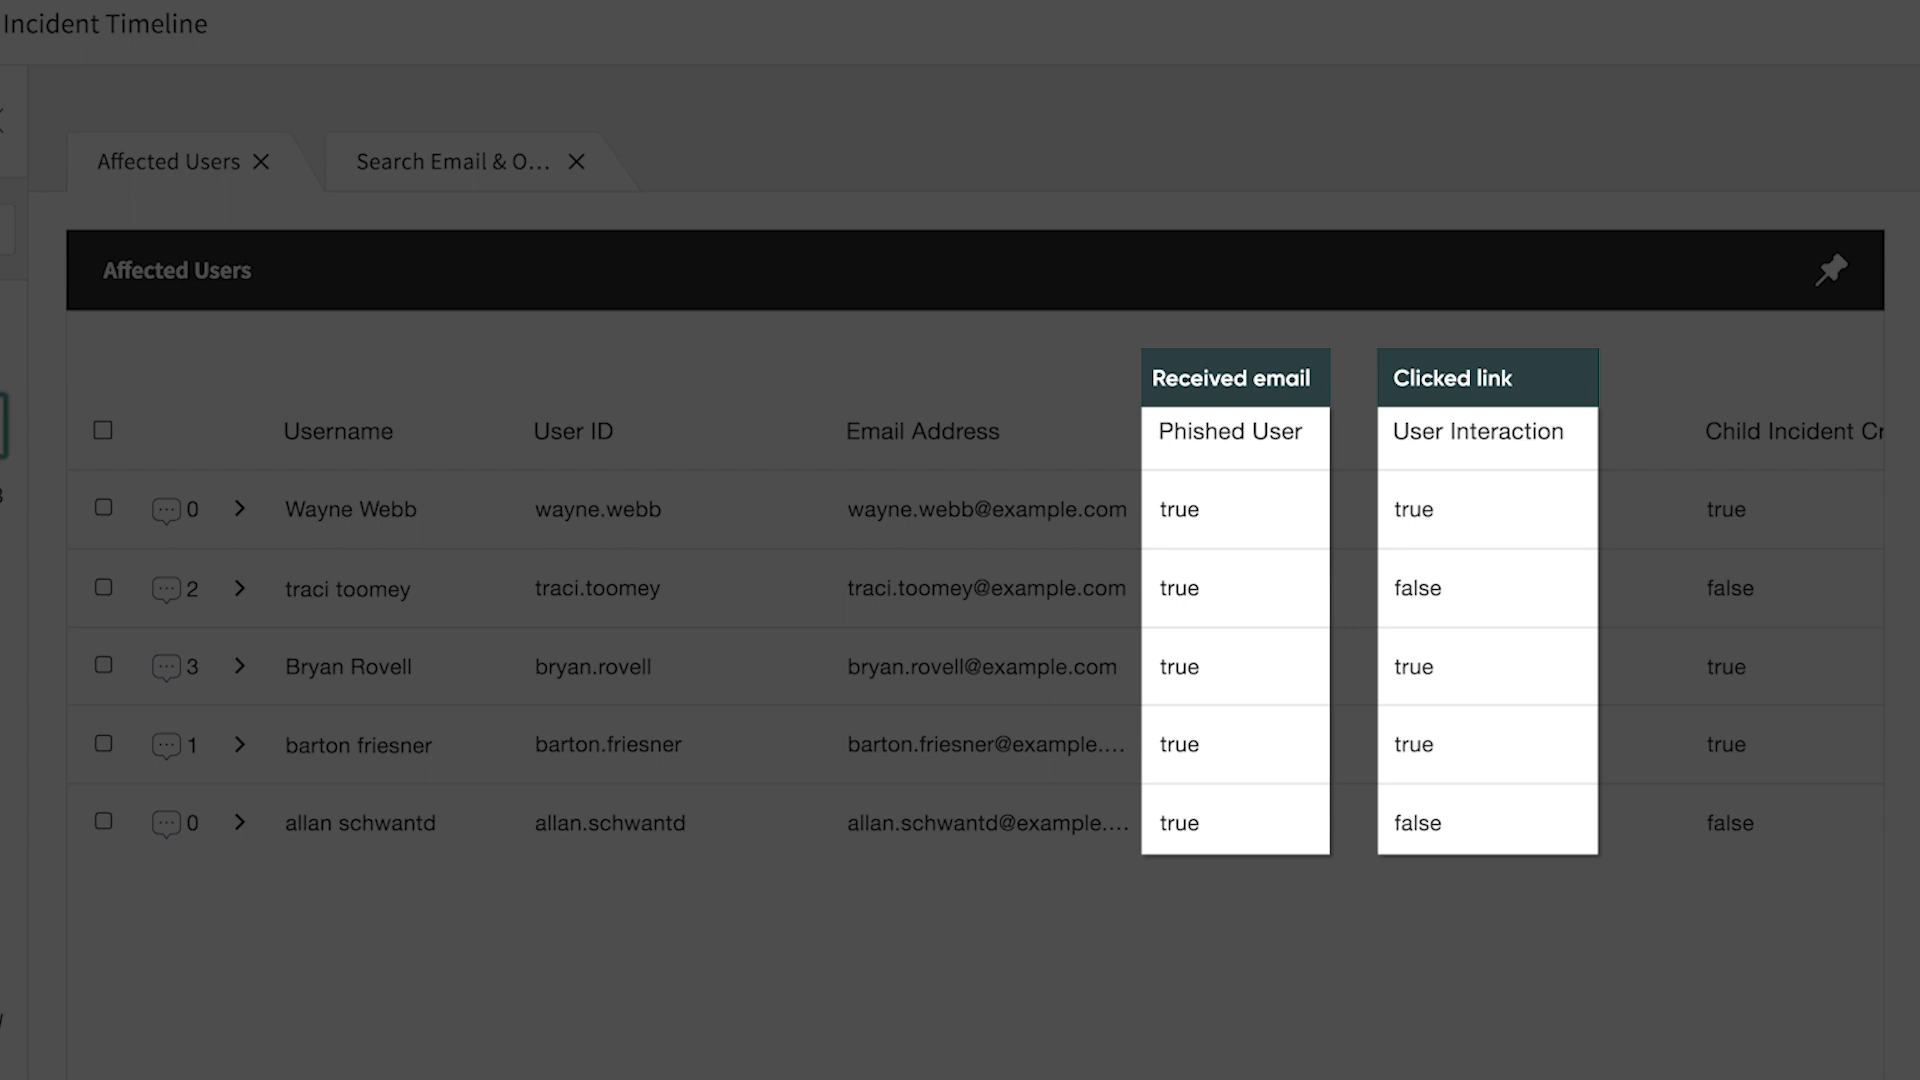 Incident Timeline
Affected Users
Search Email & O...
Affected Users
Received email Clicked link
Username User ID Email Address Phished User User Interaction Child Incident Cr
0 Wayne Webb wayne.webb wayne.webb@example.com true true true
2 traci toomey traci.toomey traci.toomey@example.com true false false
3 Bryan Rovell bryan.rovell bryan.rovell@example.com true true true
1 barton friesner barton.friesner barton.friesner@example.... true true true
0 allan schwantd allan.schwantd allan.schwantd@example.... true false false